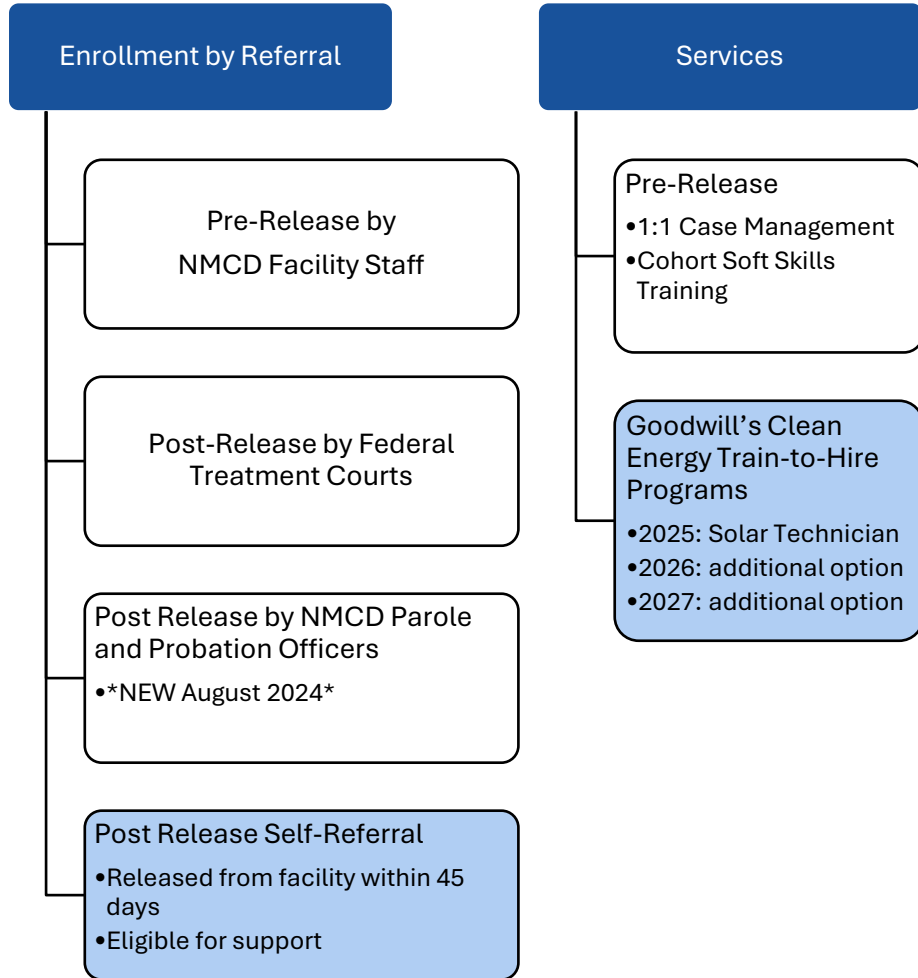 Enrollment by Referral
Pre-Release by
NMCD Facility Staff
Post-Release by Federal
Treatment Courts
Post Release by NMCD Parole
and Probation Officers
•*NEW August 2024*
Post Release Self-Referral
•Released from facility within 45
days
•Eligible for support
Services
Pre-Release
•1:1 Case Management
•Cohort Soft Skills
Training
Goodwill’s Clean
Energy Train-to-Hire
Programs
•2025: Solar Technician
•2026: additional option
•2027: additional option